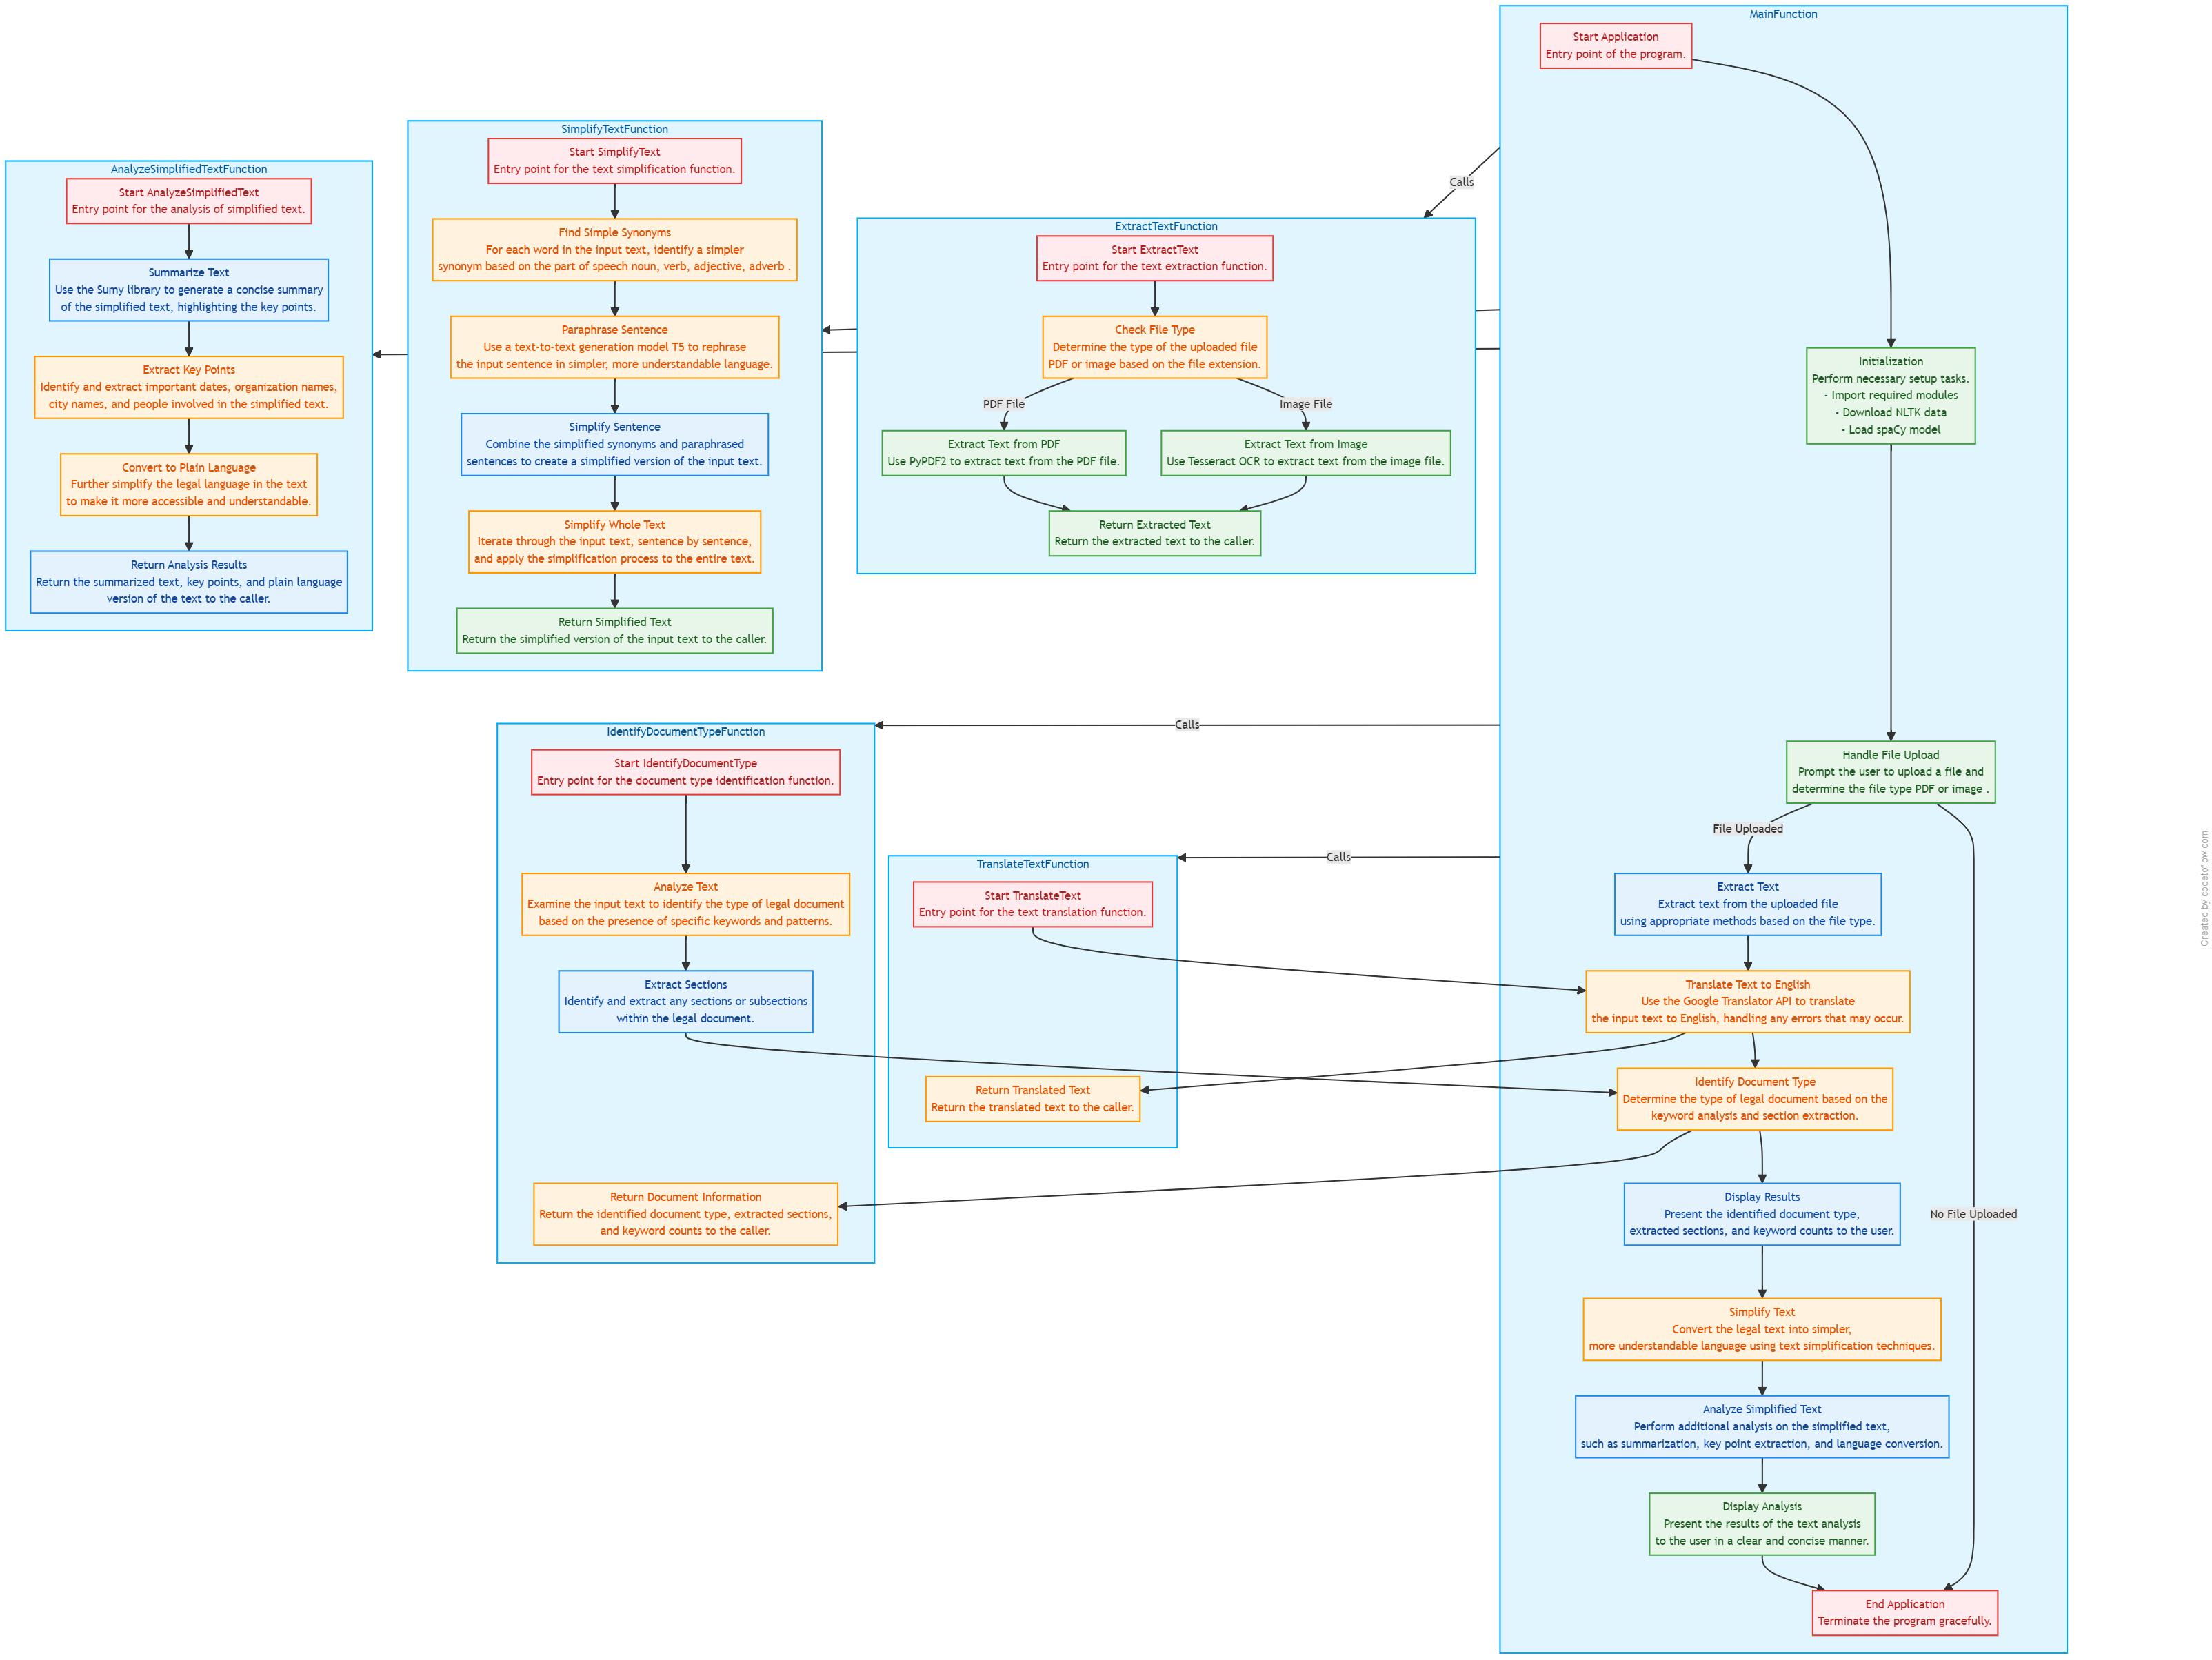 MainFunction
Start Application
Entry point of the program.
Initialization
Perform necessary setup tasks.
- Import required modules
- Download NLTK data
- Load spaCy model
Handle File Upload
Prompt the user to upload a file and
determine the file type PDF or image .
File Uploaded
No File Uploaded
Extract Text
Extract text from the uploaded file
using appropriate methods based on the file type.
Translate Text to English
Use the Google Translator API to translate
the input text to English, handling any errors that may occur.
Identify Document Type
Determine the type of legal document based on the
keyword analysis and section extraction.
Display Results
Present the identified document type,
extracted sections, and keyword counts to the user.
Simplify Text
Convert the legal text into simpler,
more understandable language using text simplification techniques.
Analyze Simplified Text
Perform additional analysis on the simplified text,
such as summarization, key point extraction, and language conversion.
Display Analysis
Present the results of the text analysis
to the user in a clear and concise manner.
End Application
Terminate the program gracefully.
Calls
ExtractTextFunction
Start ExtractText
Entry point for the text extraction function.
Check File Type
Determine the type of the uploaded file
PDF or image based on the file extension.
PDF File
Image File
Extract Text from PDF
Use PyPDF2 to extract text from the PDF file.
Extract Text from Image
Use Tesseract OCR to extract text from the image file.
Return Extracted Text
Return the extracted text to the caller.
SimplifyTextFunction
Start SimplifyText
Entry point for the text simplification function.
Find Simple Synonyms
For each word in the input text, identify a simpler
synonym based on the part of speech noun, verb, adjective, adverb .
Paraphrase Sentence
Use a text-to-text generation model T5 to rephrase
the input sentence in simpler, more understandable language.
Simplify Sentence
Combine the simplified synonyms and paraphrased
sentences to create a simplified version of the input text.
Simplify Whole Text
Iterate through the input text, sentence by sentence,
and apply the simplification process to the entire text.
Return Simplified Text
Return the simplified version of the input text to the caller.
AnalyzeSimplifiedTextFunction
Start AnalyzeSimplifiedText
Entry point for the analysis of simplified text.
Summarize Text
Use the Sumy library to generate a concise summary
of the simplified text, highlighting the key points.
Extract Key Points
Identify and extract important dates, organization names,
city names, and people involved in the simplified text.
Convert to Plain Language
Further simplify the legal language in the text
to make it more accessible and understandable.
Return Analysis Results
Return the summarized text, key points, and plain language
version of the text to the caller.
Calls
IdentifyDocumentTypeFunction
Start IdentifyDocumentType
Entry point for the document type identification function.
Analyze Text
Examine the input text to identify the type of legal document
based on the presence of specific keywords and patterns.
Extract Sections
Identify and extract any sections or subsections
within the legal document.
Return Document Information
Return the identified document type, extracted sections,
and keyword counts to the caller.
Calls
TranslateTextFunction
Start TranslateText
Entry point for the text translation function.
Return Translated Text
Return the translated text to the caller.
Created by codetoflow.com